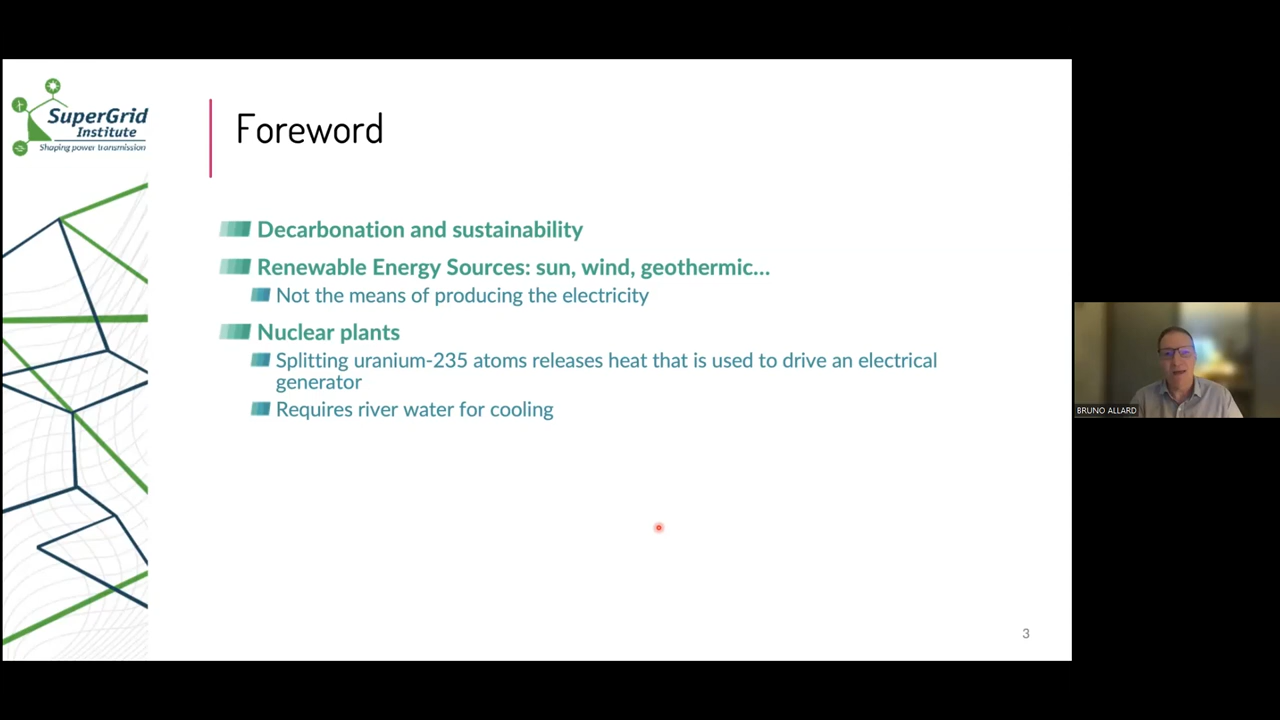 SuperGrid
Institute
Shaping power transmission
Foreword
Decarbonation and sustainability
Renewable Energy Sources: sun, wind, geothermic...
Not the means of producing the electricity
Nuclear plants
Splitting uranium-235 atoms releases heat that is used to drive an electrical
generator
Requires river water for cooling
3
BRUNO ALLARD